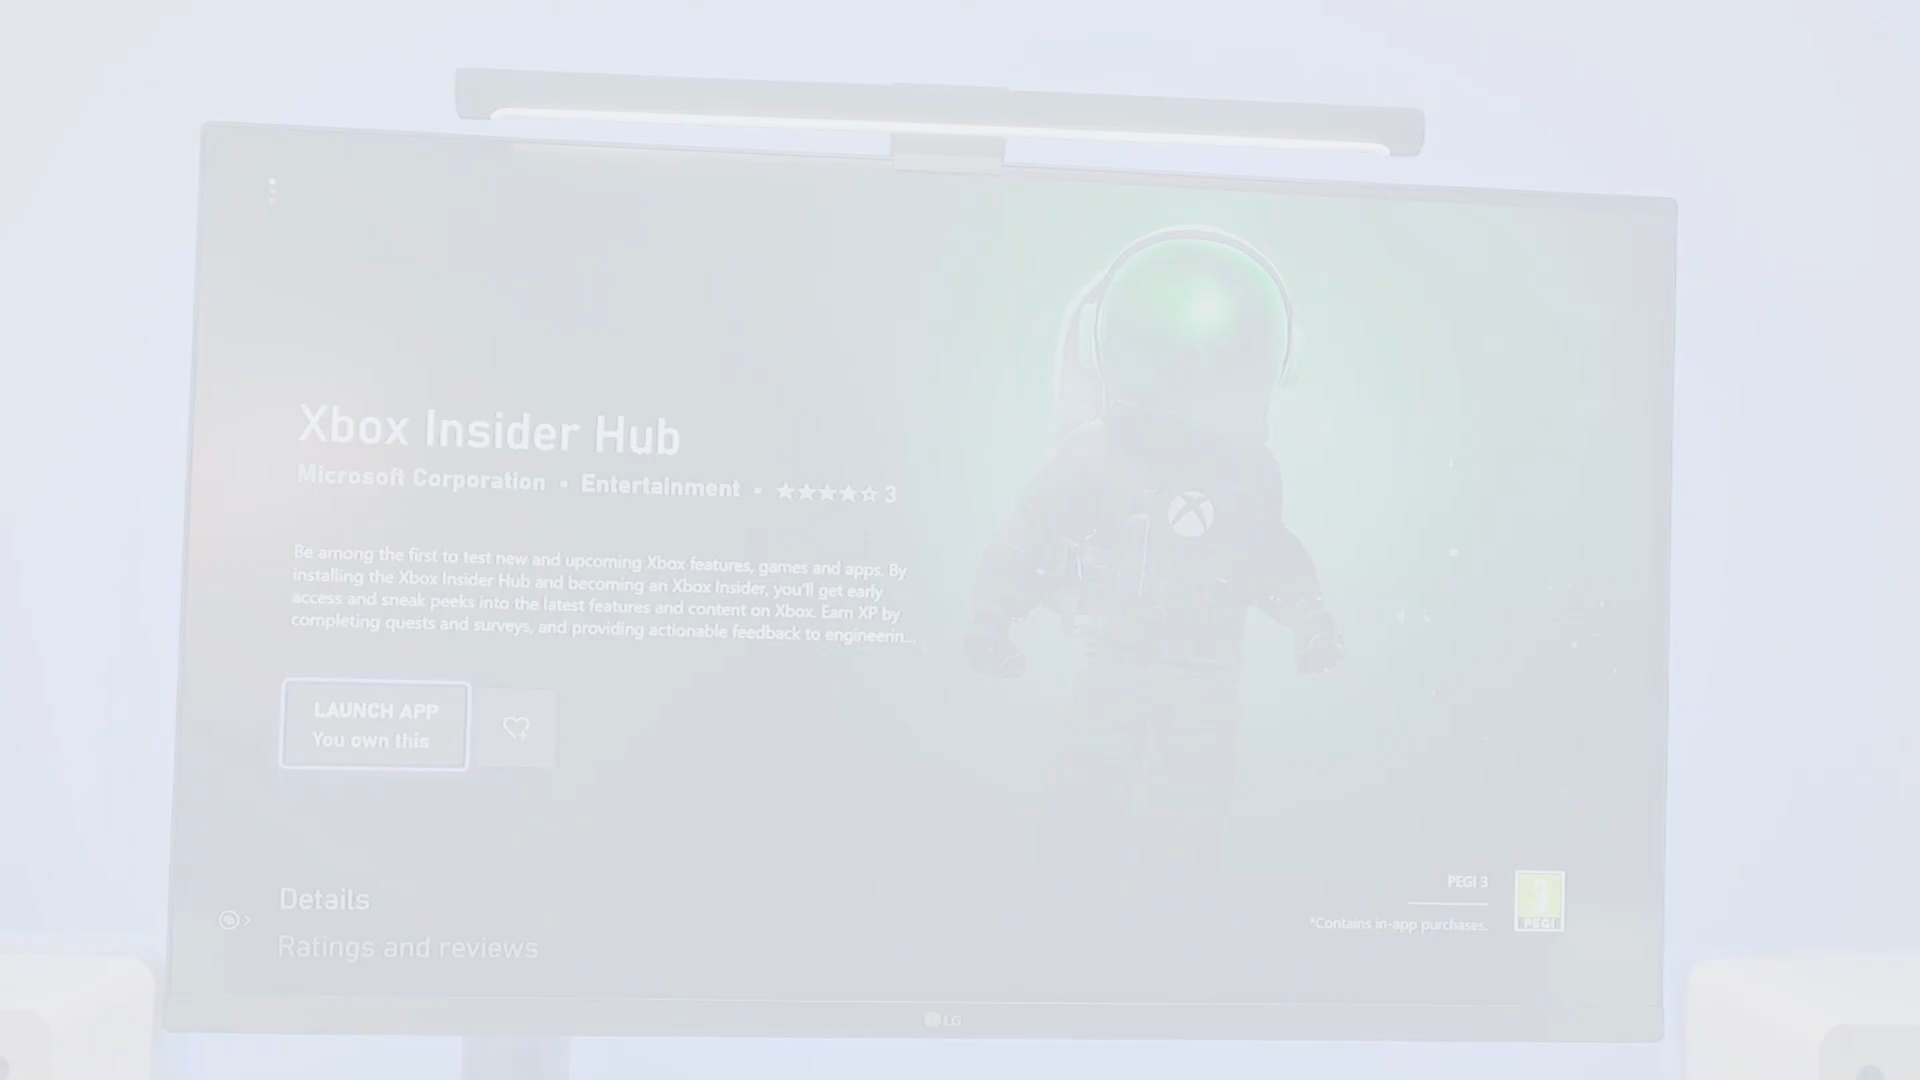 Xbox Insider Hub
Microsoft Corporation • Entertainment • ★★★★☆ 3
Be among the first to test new and upcoming Xbox features, games and apps. By
installing the Xbox Insider Hub and becoming an Xbox Insider, you'll get early
access and sneak peeks into the latest features and content on Xbox. Earn XP by
completing quests and surveys, and providing actionable feedback to engineerin...
LAUNCH APP
You own this
Details
Ratings and reviews
PEGI 3
*Contains in-app purchases.
3
PEGI
LG